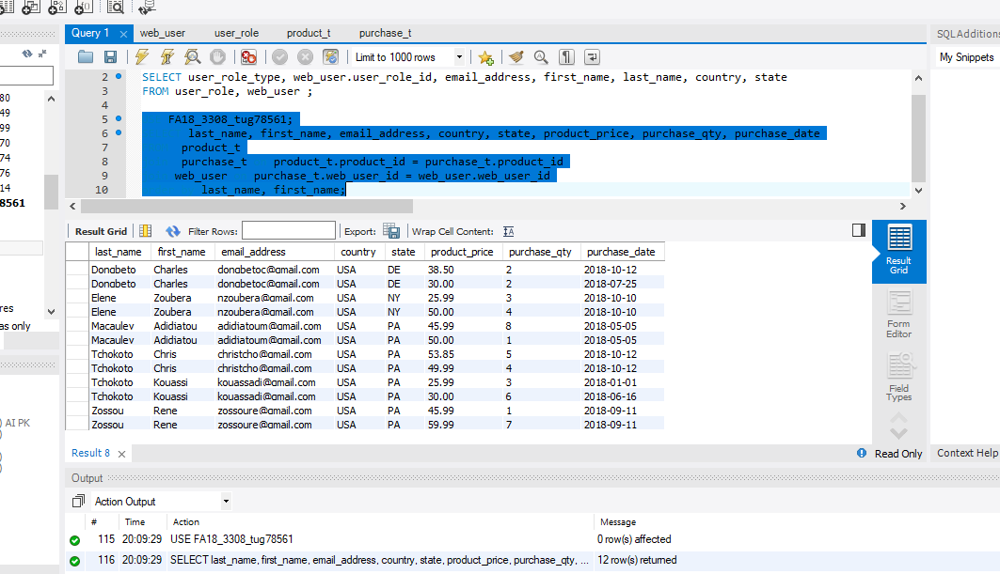 Query 1 × web_user user_role product_t purchase_t SQLAdditions
Limit to 1000 rows My Snippets
80
49
99
70
74
76
14
8561
res
as only
) AI PK
)
)
)
2 SELECT user_role_type, web_user.user_role_id, email_address, first_name, last_name, country, state
3 FROM user_role, web_user ;
4
5 FA18_3308_tug78561;
6 last_name, first_name, email_address, country, state, product_price, purchase_qty, purchase_date
7 product_t
8 purchase_t product_t.product_id = purchase_t.product_id
9 web_user purchase_t.web_user_id = web_user.web_user_id
10 last_name, first_name;
Result Grid Filter Rows: Export: Wrap Cell Content:
last_name first_name email_address country state product_price purchase_qty purchase_date
Dongbeto Charles dongbetoc@gmail.com USA DE 38.50 2 2018-10-12
Dongbeto Charles dongbetoc@gmail.com USA DE 30.00 2 2018-07-25
Elene Zoubera nzoubera@gmail.com USA NY 25.99 3 2018-10-10
Elene Zoubera nzoubera@gmail.com USA NY 50.00 4 2018-10-10
Macauley Adidiatou adidiatoum@gmail.com USA PA 45.99 8 2018-05-05
Macauley Adidiatou adidiatoum@gmail.com USA PA 50.00 1 2018-05-05
Tchokoto Chris christcho@gmail.com USA PA 53.85 5 2018-10-12
Tchokoto Chris christcho@gmail.com USA PA 49.99 4 2018-10-12
Tchokoto Kouassi kouassadi@gmail.com USA PA 25.99 3 2018-01-01
Tchokoto Kouassi kouassadi@gmail.com USA PA 30.00 6 2018-06-16
Zossou Rene zossoure@gmail.com USA PA 45.99 1 2018-09-11
Zossou Rene zossoure@gmail.com USA PA 59.99 7 2018-09-11
Result
Grid
Form
Editor
Field
Types
Result 8 × Read Only Context Help
Output
Action Output
# Time Action Message
115 20:09:29 USE FA18_3308_tug78561 0 row(s) affected
116 20:09:29 SELECT last_name, first_name, email_address, country, state, product_price, purchase_qty, ... 12 row(s) returned